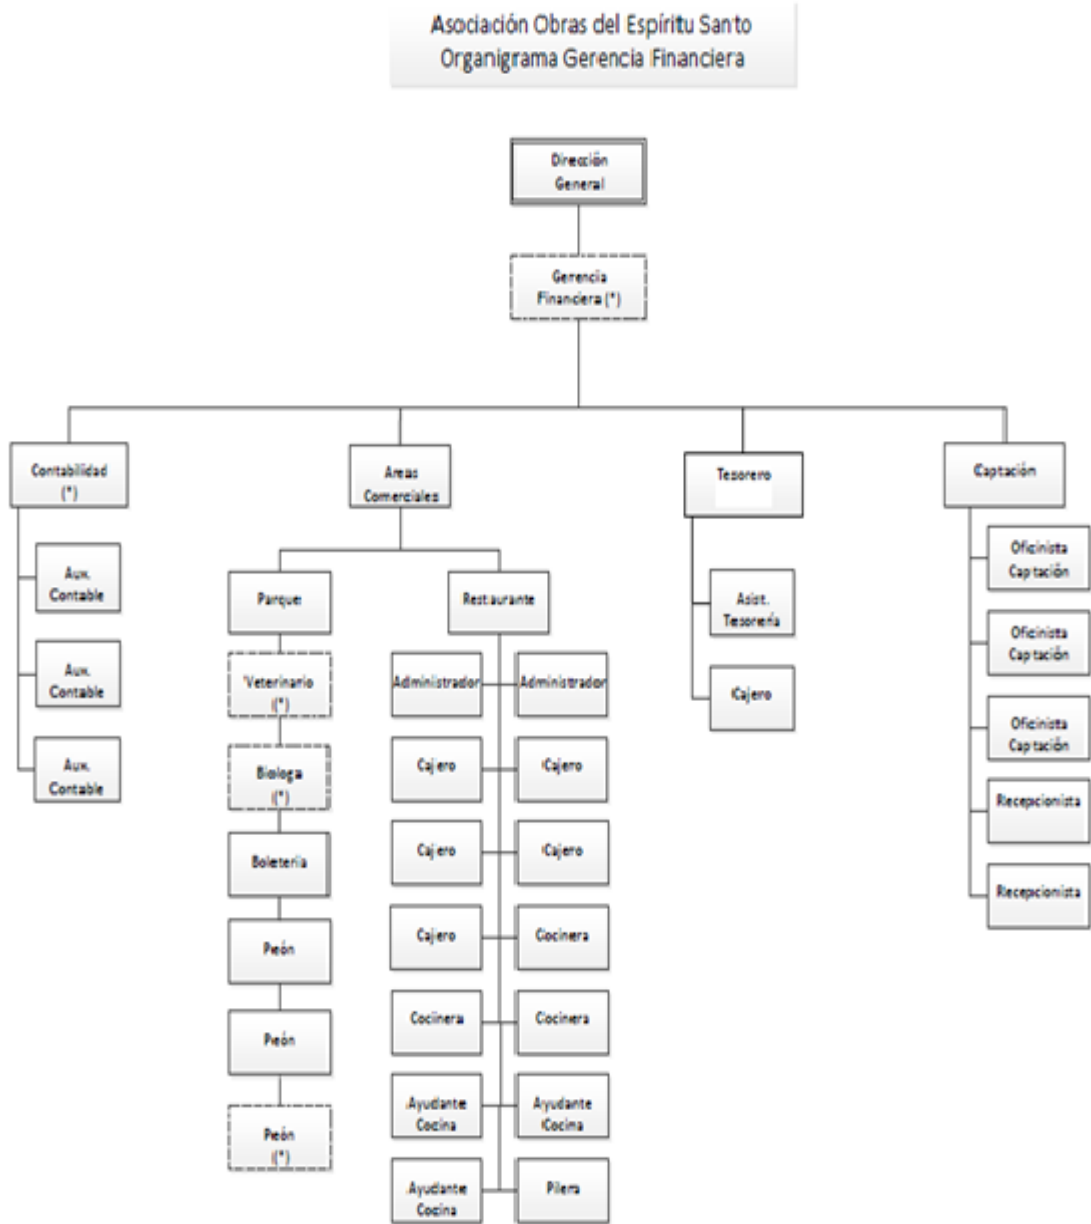 Asociación Obras del Espíritu Santo
Organigrama Gerencia Financiera
Dirección
General
Gerencia
Financiera (*)
Contabilidad
(*)
Aux.
Contable
Aux.
Contable
Aux.
Contable
Areas
Comerciales
Parque
Veterinario
(*)
Biologa
(*)
Boletería
Peón
Peón
Peón
(*)
Restaurante
Administrador
Administrador
Cajero
Cajero
Cajero
Cajero
Cajero
Cocinera
Cocinera
Cocinera
Ayudante
Cocina
Ayudante
Cocina
Ayudante
Cocina
Pilera
Tesorero
Asist.
Tesorería
Cajero
Captación
Oficinista
Captación
Oficinista
Captación
Oficinista
Captación
Recepcionista
Recepcionista